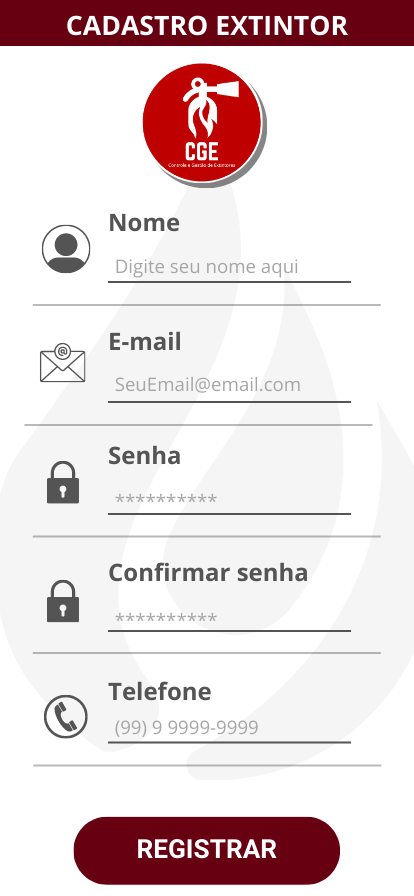 CADASTRO EXTINTOR
CGE
Controle e Gestão de Extintores
Nome
Digite seu nome aqui
E-mail
@
SeuEmail@email.com
Senha
**********
Confirmar senha
**********
Telefone
(99) 9 9999-9999
REGISTRAR